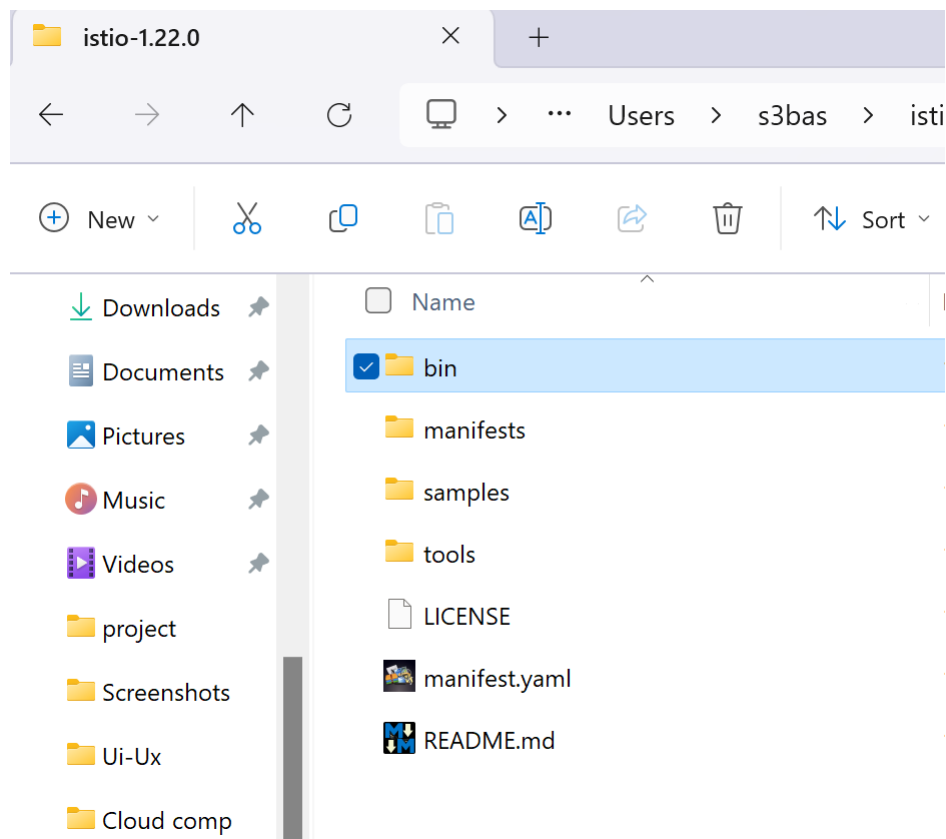 istio-1.22.0
Users > s3bas > isti
New
Sort
Name
Downloads
Documents
Pictures
Music
Videos
project
Screenshots
Ui-Ux
Cloud comp
bin
manifests
samples
tools
LICENSE
manifest.yaml
README.md